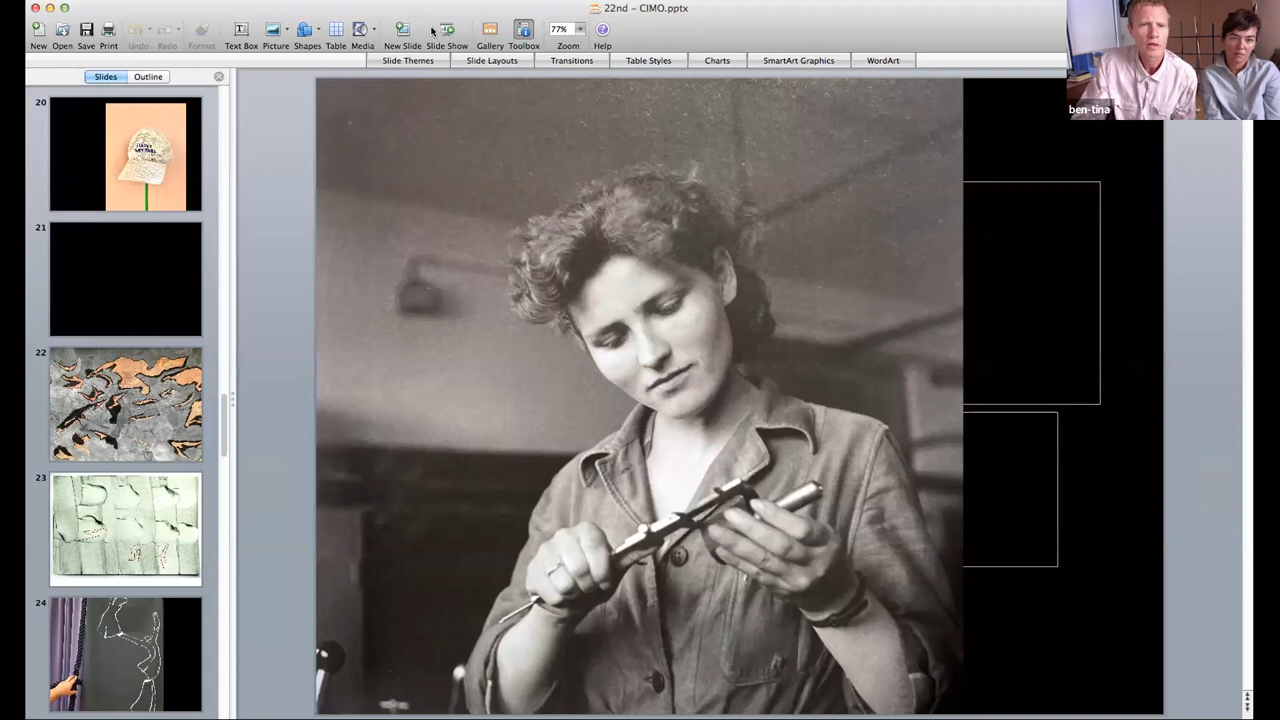 22nd – CIMO.pptx
New Open Save Print Undo Redo Format Text Box Picture Shapes Table Media New Slide Slide Show Gallery Toolbox Zoom Help
77%
Slide Themes Slide Layouts Transitions Table Styles Charts SmartArt Graphics WordArt
Slides Outline
ben-tina
20
21
22
23
24